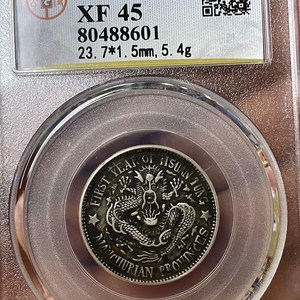 XF 45
80488601
23.7*1.5mm, 5.4g
FIRST YEAR OF HSUAN TUNG
MANCHURIAN PROVINCES